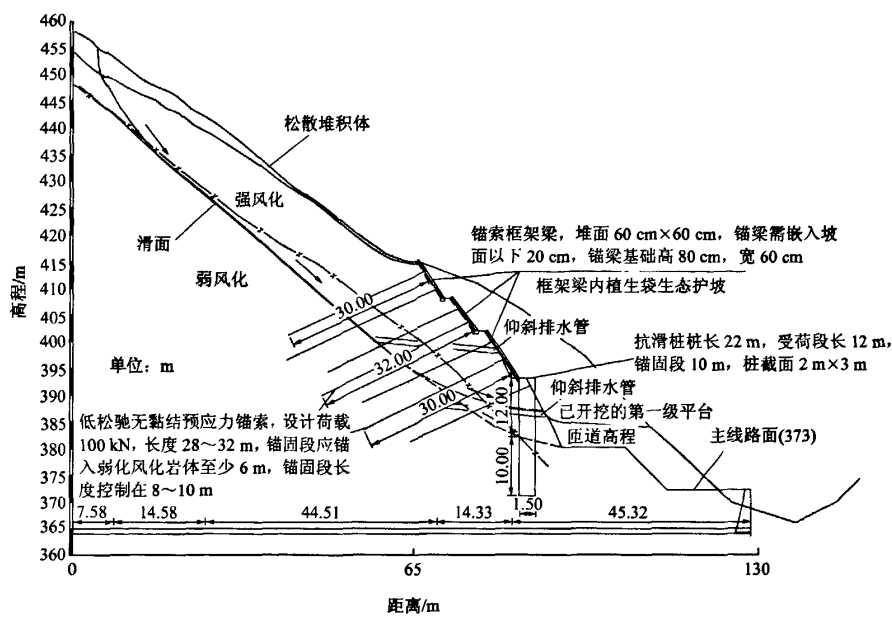 460
455
450
445
440
435
430
425
420
415
410
405
400
395
390
385
380
375
370
365
360
高程/m
松散堆积体
强风化
滑面
弱风化
锚索框架梁，堆面 60 cm×60 cm，锚梁需嵌入坡
面以下 20 cm，锚梁基础高 80 cm，宽 60 cm
框架梁内植生袋生态护坡
30.00
仰斜排水管
单位：m
32.00
抗滑桩桩长 22 m，受荷段长 12 m，
锚固段 10 m，桩截面 2 m×3 m
仰斜排水管
30.00
12.00
已开挖的第一级平台
低松驰无黏结预应力锚索，设计荷载
100 kN，长度 28～32 m，锚固段应锚
入弱化风化岩体至少 6 m，锚固段长
度控制在 8～10 m
匝道高程
主线路面(373)
10.00
1.50
7.58
14.58
44.51
14.33
45.32
0
65
130
距离/m